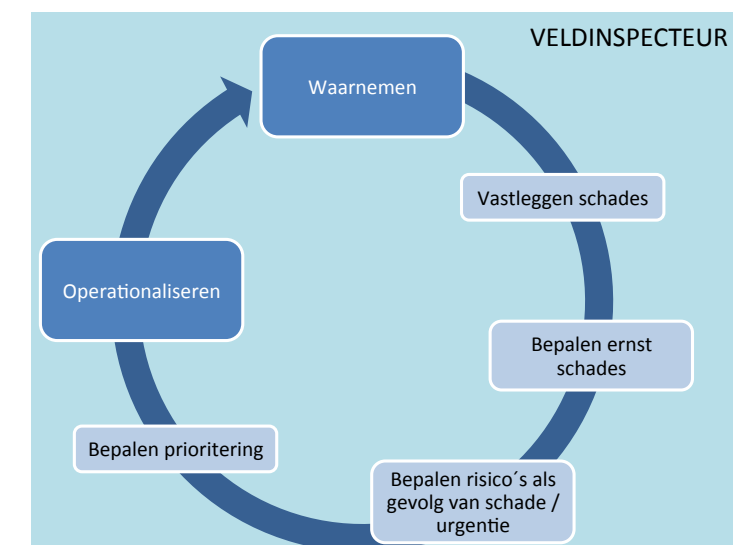 VELDINSPECTEUR
Waarnemen
Vastleggen schades
Bepalen ernst
schades
Bepalen risico´s als
gevolg van schade /
urgentie
Bepalen prioritering
Operationaliseren